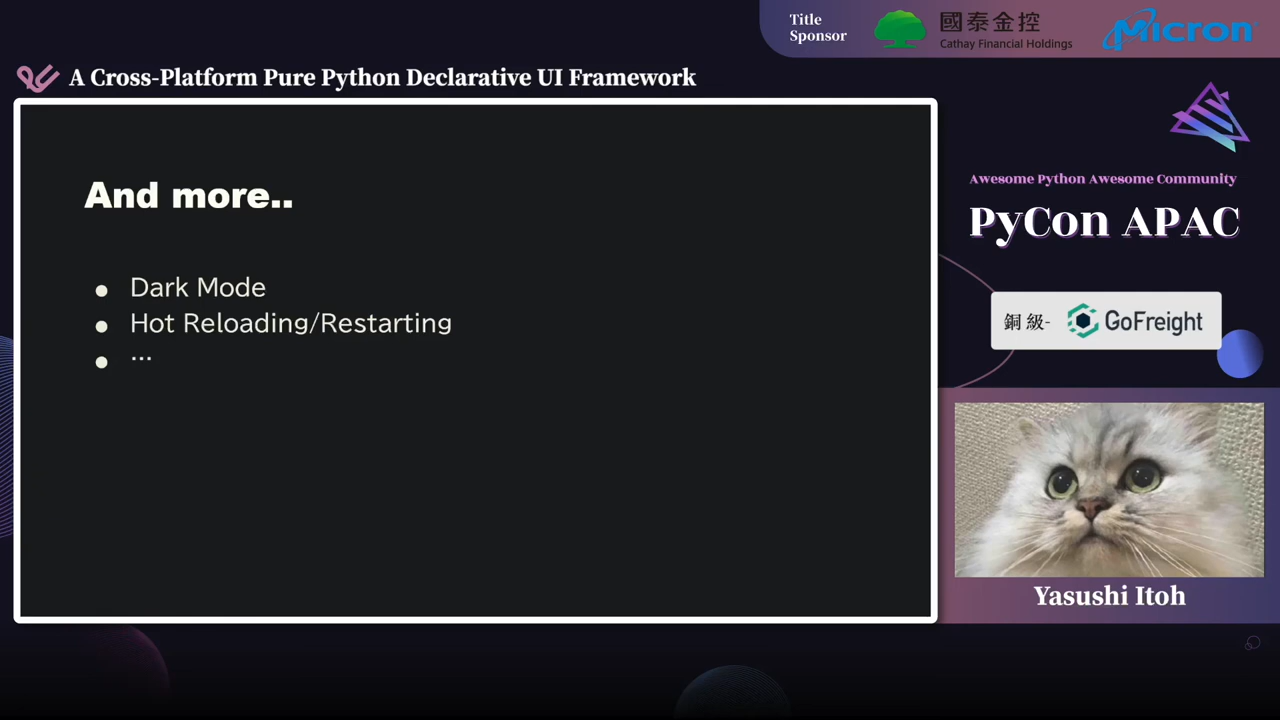 Title
Sponsor
國泰金控
Cathay Financial Holdings
Micron
A Cross-Platform Pure Python Declarative UI Framework
And more..
● Dark Mode
● Hot Reloading/Restarting
● …
Awesome Python Awesome Community
PyCon APAC
銅級- GoFreight
Yasushi Itoh